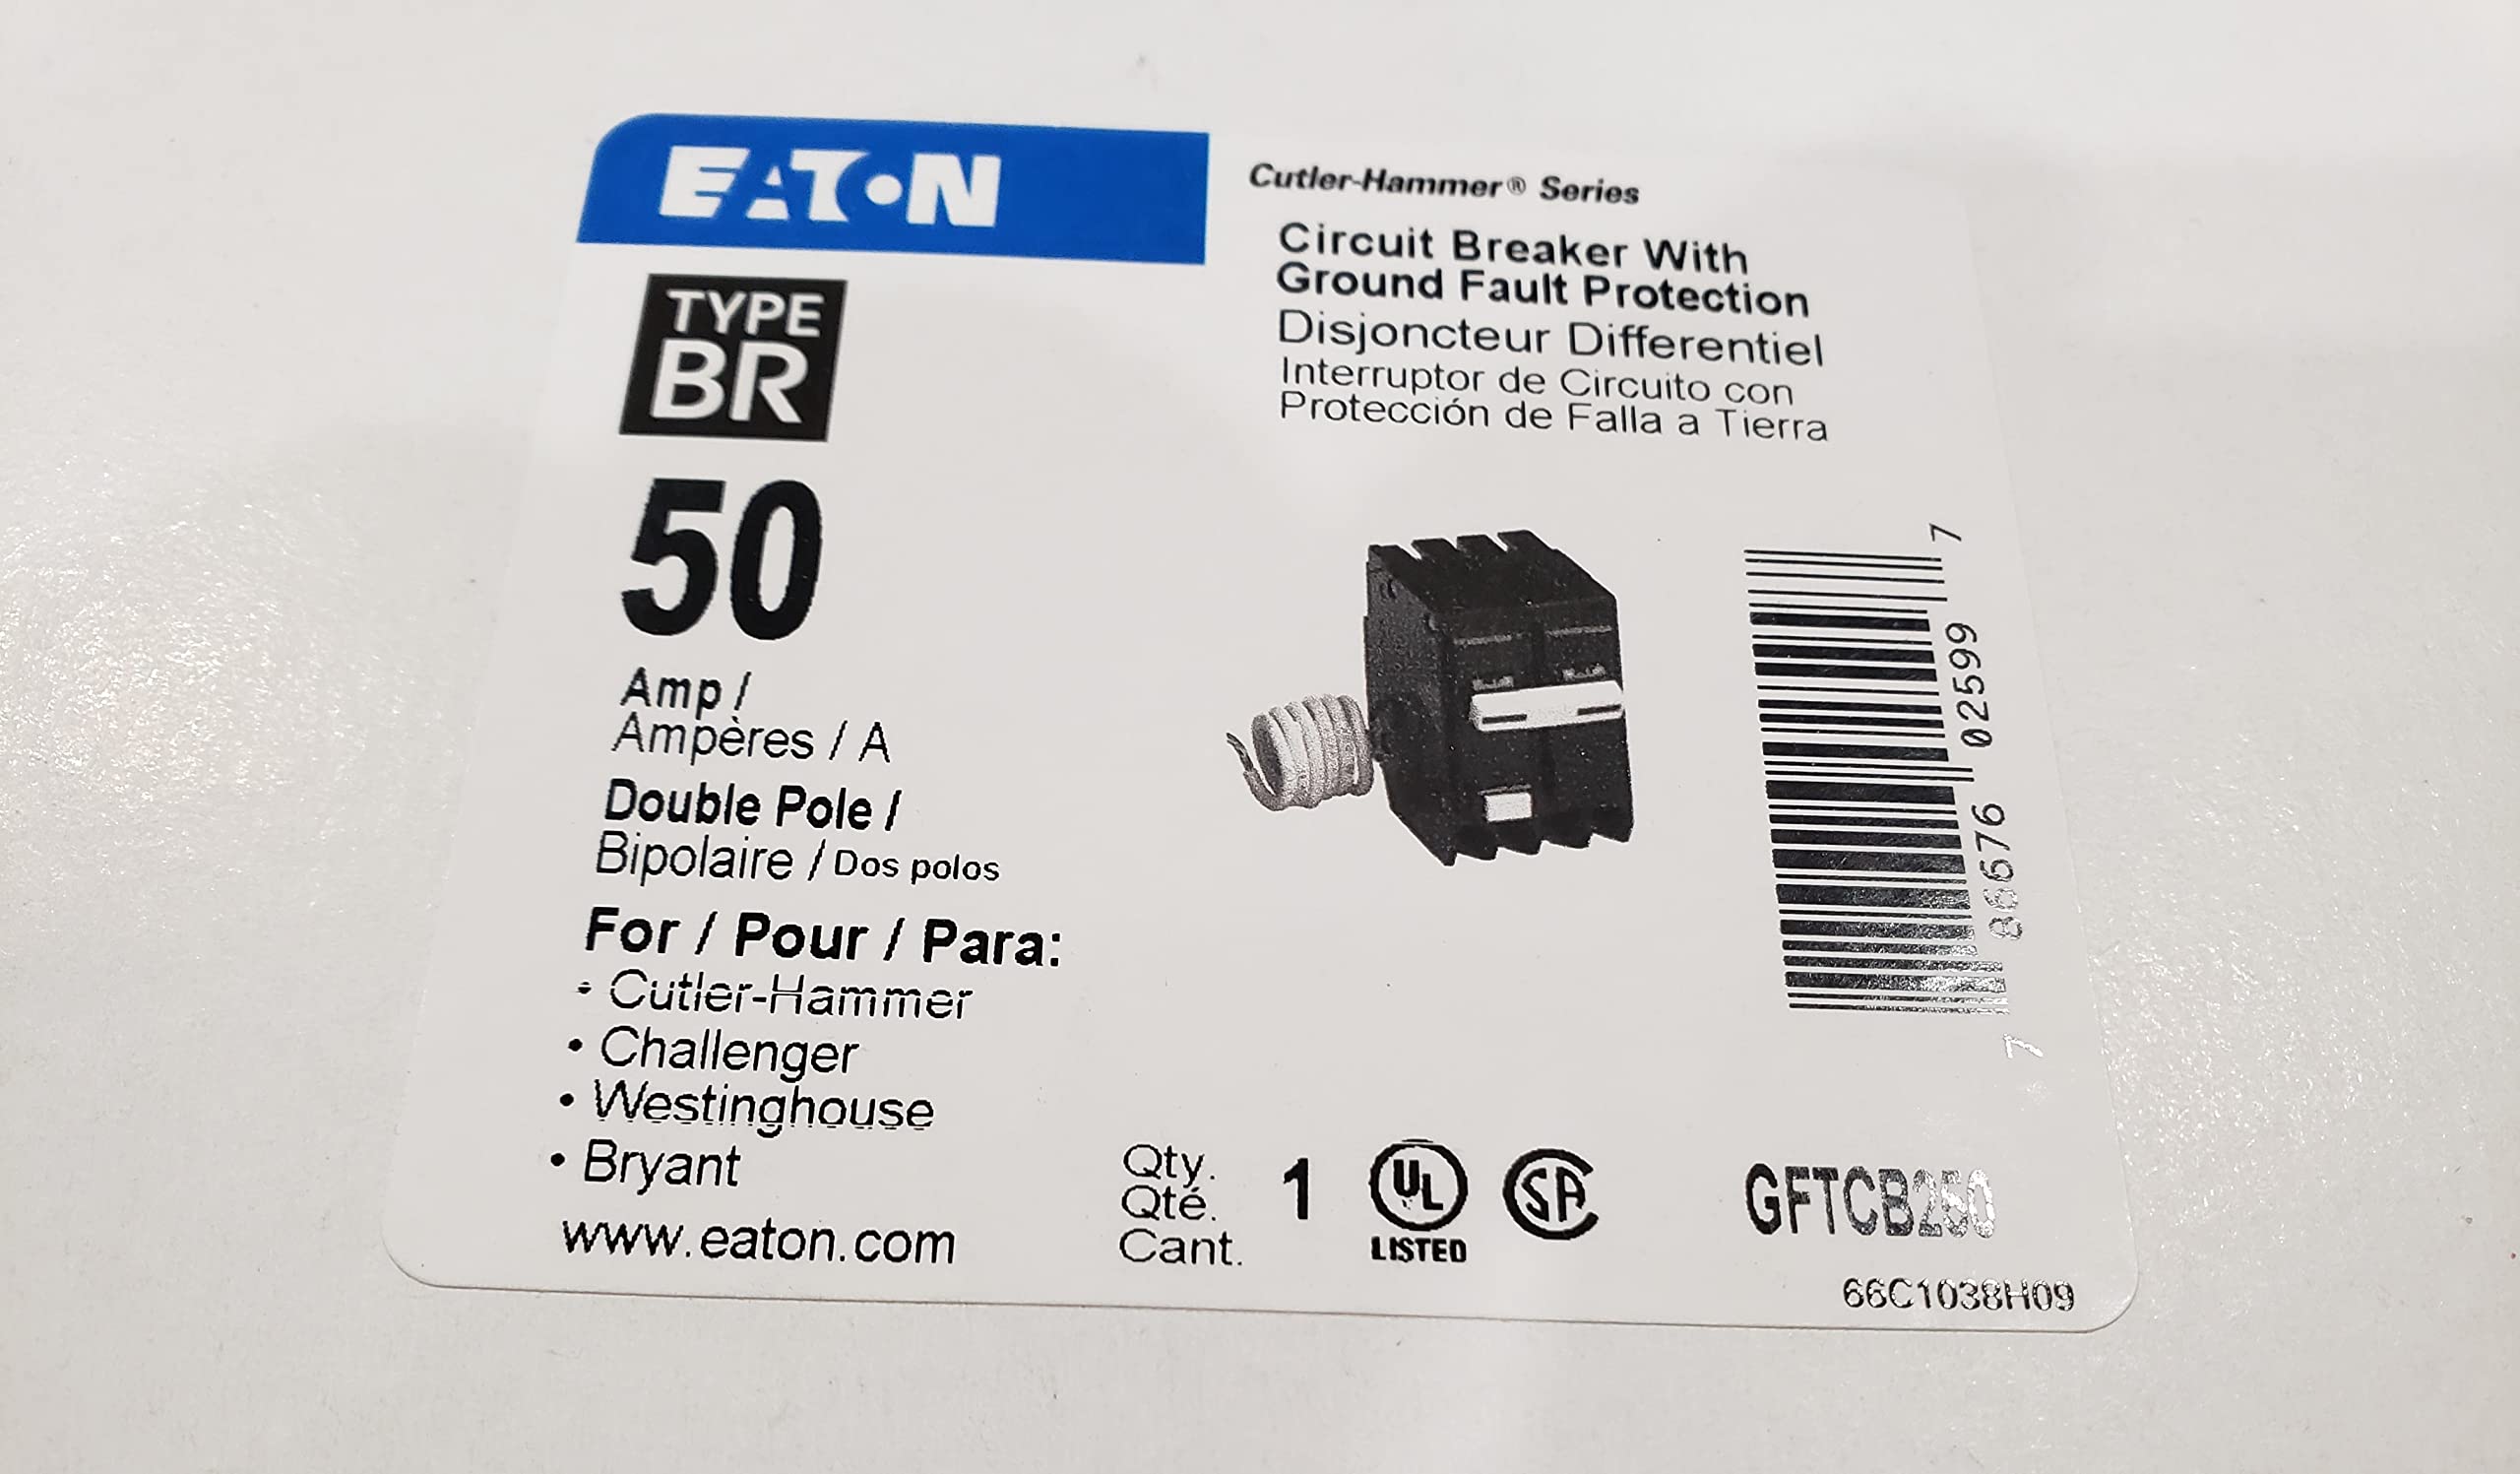 EATON
TYPE
BR
50
Amp /
Ampères / A
Double Pole /
Bipolaire / Dos polos
For / Pour / Para:
• Cutler-Hammer
• Challenger
• Westinghouse
• Bryant
www.eaton.com
Cutler-Hammer® Series
Circuit Breaker With
Ground Fault Protection
Disjoncteur Differentiel
Interruptor de Circuito con
Protección de Falla a Tierra
7 86676 02599 7
Qty.
Qté.
Cant.
1
UL
LISTED
SA
GFTCB250
66C1038H09